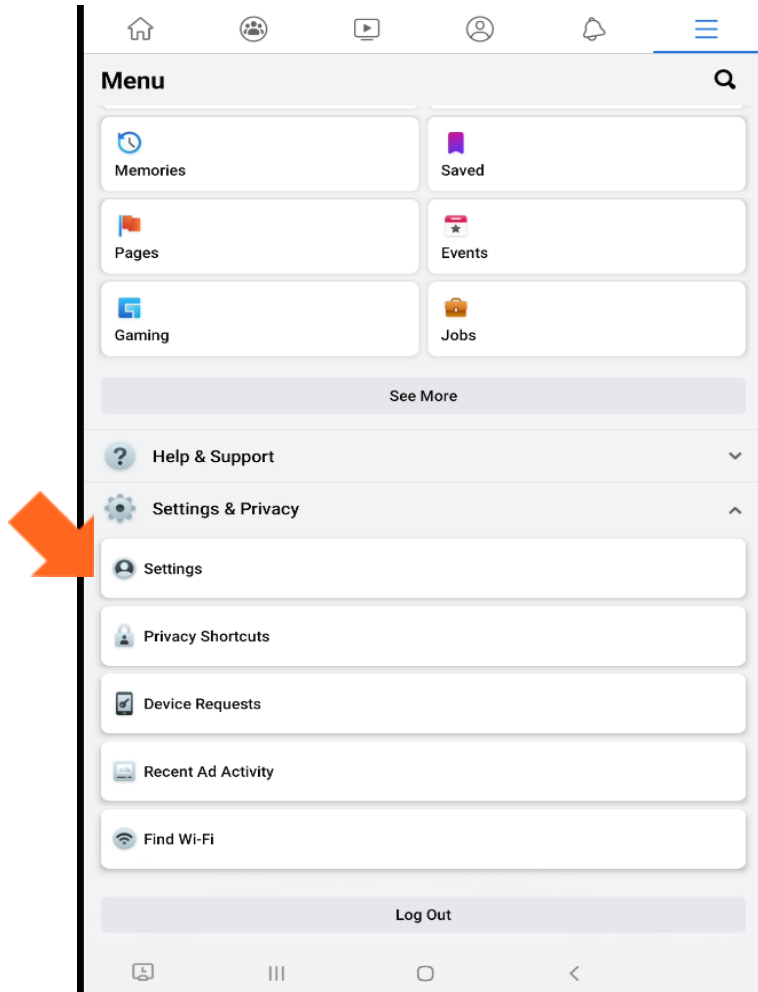 Menu
Memories
Saved
Pages
Events
Gaming
Jobs
See More
Help & Support
Settings & Privacy
Settings
Privacy Shortcuts
Device Requests
Recent Ad Activity
Find Wi-Fi
Log Out